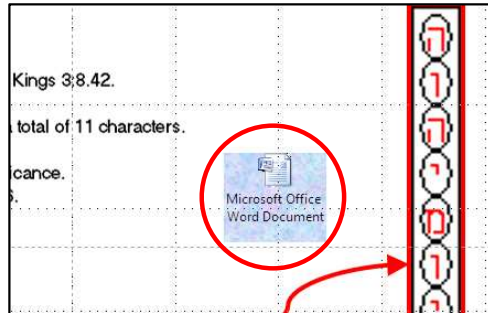 Kings 3;8.42.
total of 11 characters.
icance.
Microsoft Office
Word Document
ה
ו
ה
י
מ
ו